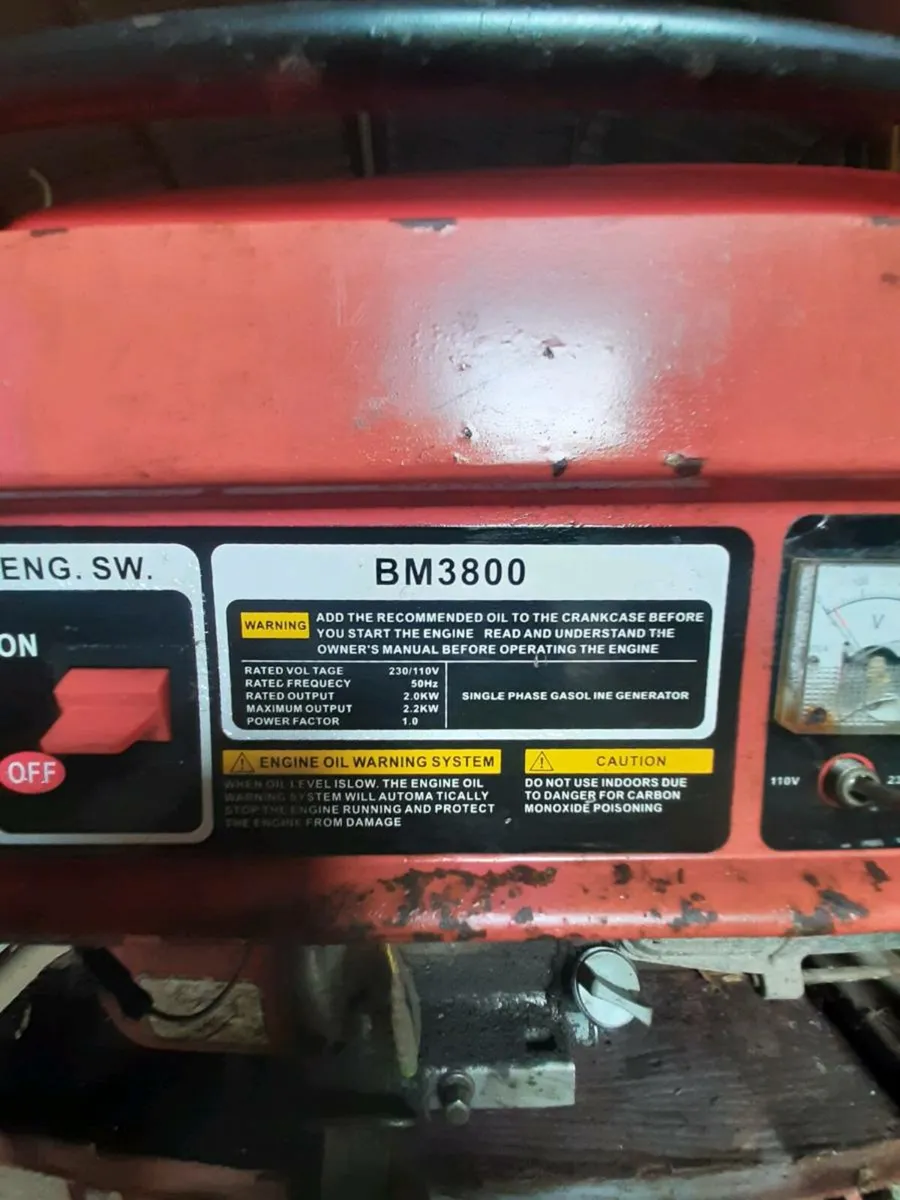 ENG. SW.
ON
OFF
BM3800
WARNING
ADD THE RECOMMENDED OIL TO THE CRANKCASE BEFORE
YOU START THE ENGINE READ AND UNDERSTAND THE
OWNER'S MANUAL BEFORE OPERATING THE ENGINE
RATED VOL TAGE 230/110V
RATED FREQUECY 50Hz
RATED OUTPUT 2.0KW
MAXIMUM OUTPUT 2.2KW
POWER FACTOR 1.0
SINGLE PHASE GASOLINE GENERATOR
ENGINE OIL WARNING SYSTEM
WHEN OIL LEVEL ISLOW. THE ENGINE OIL
WARNING SYSTEM WILL AUTOMA TICALLY
STOP THE ENGINE RUNNING AND PROTECT
THE ENGINE FROM DAMAGE
CAUTION
DO NOT USE INDOORS DUE
TO DANGER FOR CARBON
MONOXIDE POISONING
V
110V